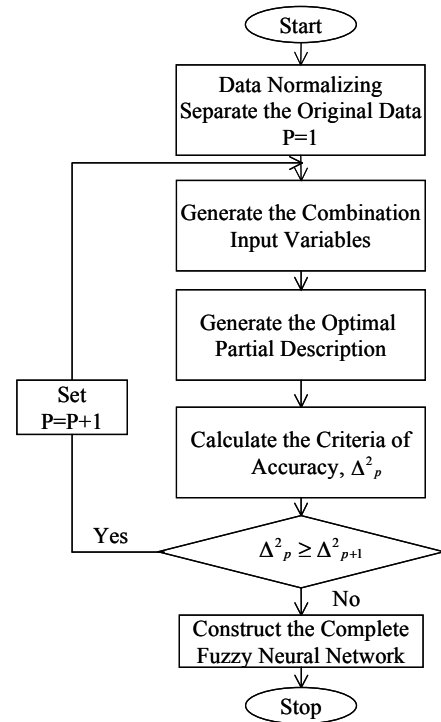 Start
Data Normalizing
Separate the Original Data
P=1
Generate the Combination
Input Variables
Generate the Optimal
Partial Description
Set
P=P+1
Calculate the Criteria of
Accuracy, Δ²ₚ
Yes
Δ²ₚ ≥ Δ²ₚ₊₁
No
Construct the Complete
Fuzzy Neural Network
Stop